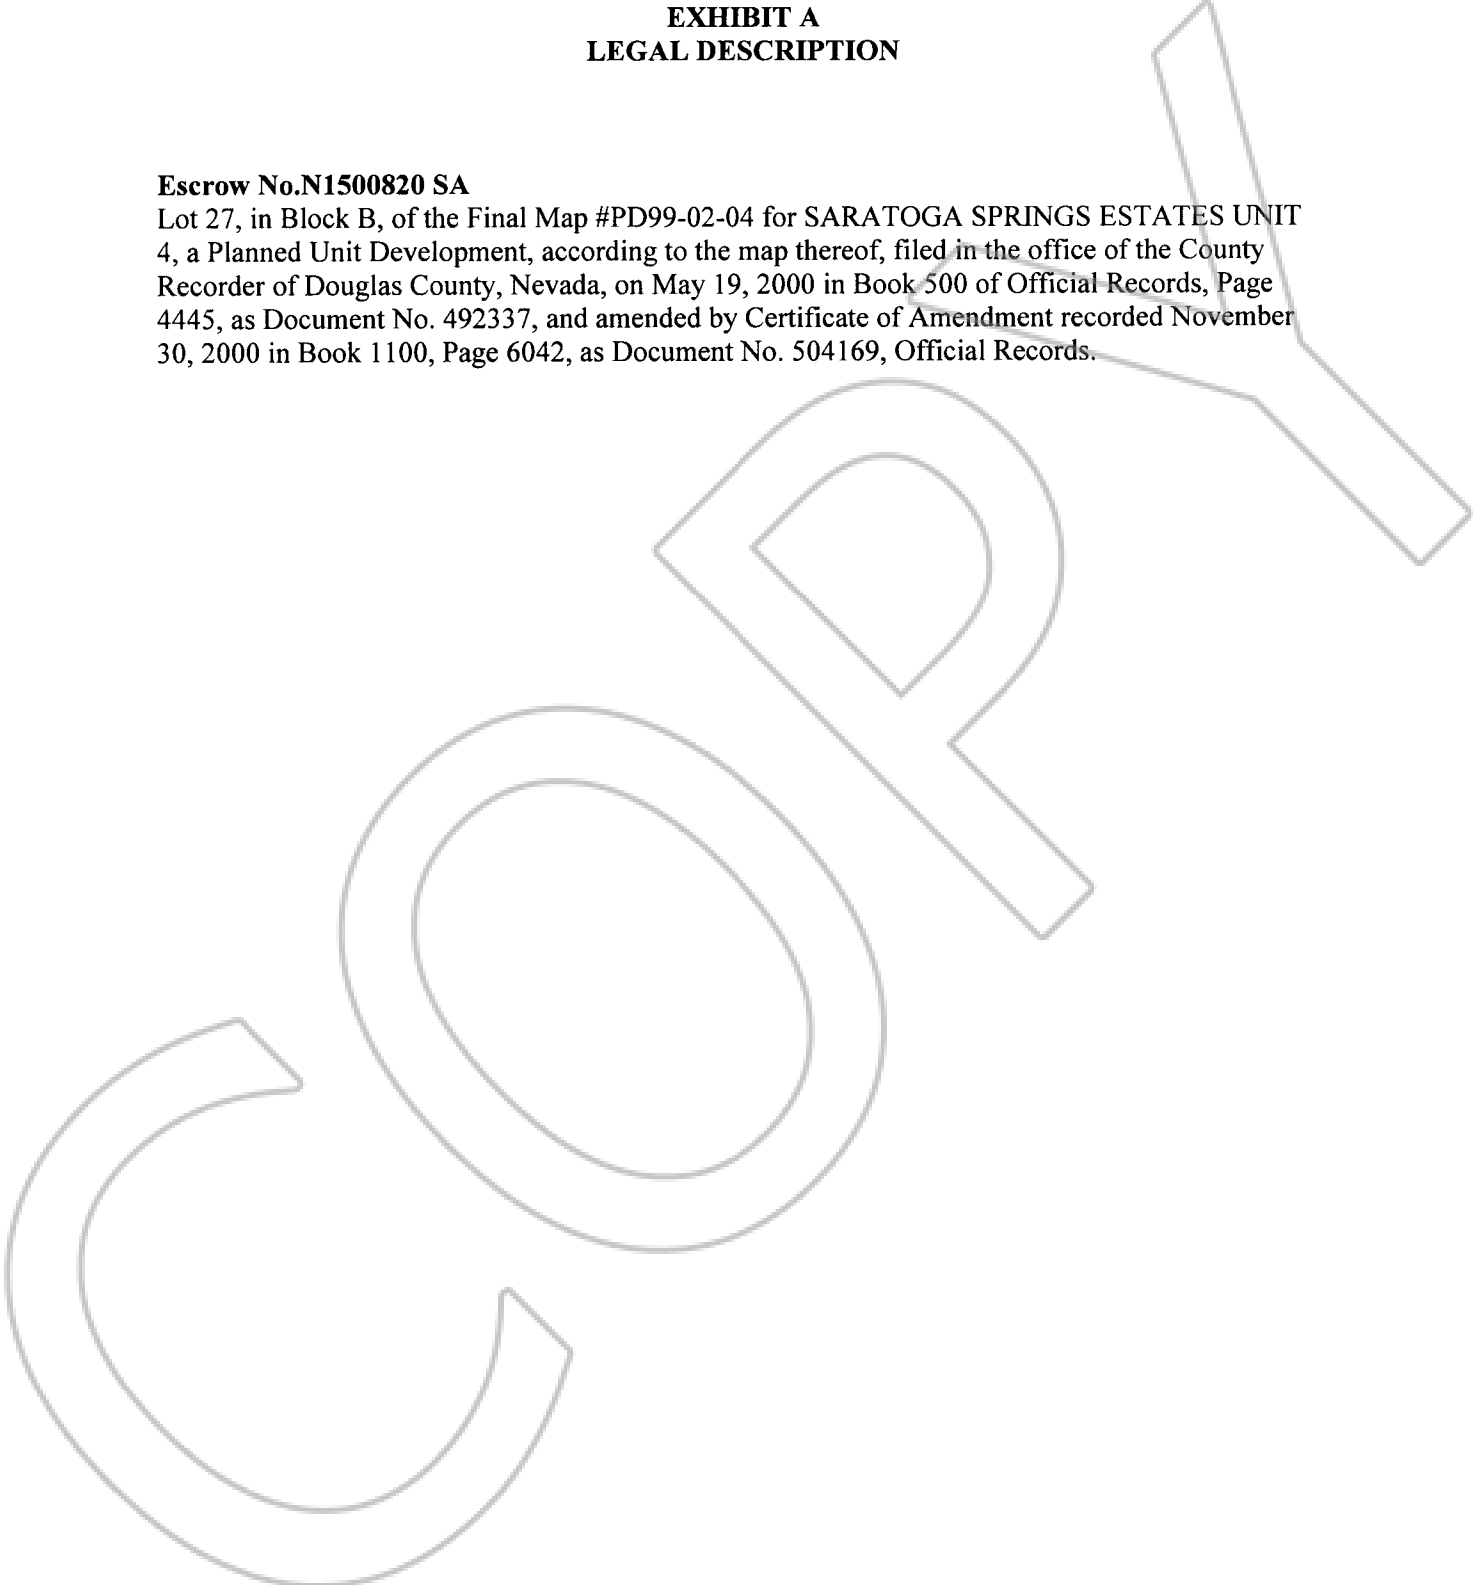 EXHIBIT A
LEGAL DESCRIPTION
Escrow No.N1500820 SA
Lot 27, in Block B, of the Final Map #PD99-02-04 for SARATOGA SPRINGS ESTATES UNIT
4, a Planned Unit Development, according to the map thereof, filed in the office of the County
Recorder of Douglas County, Nevada, on May 19, 2000 in Book 500 of Official Records, Page
4445, as Document No. 492337, and amended by Certificate of Amendment recorded November
30, 2000 in Book 1100, Page 6042, as Document No. 504169, Official Records.
COPY